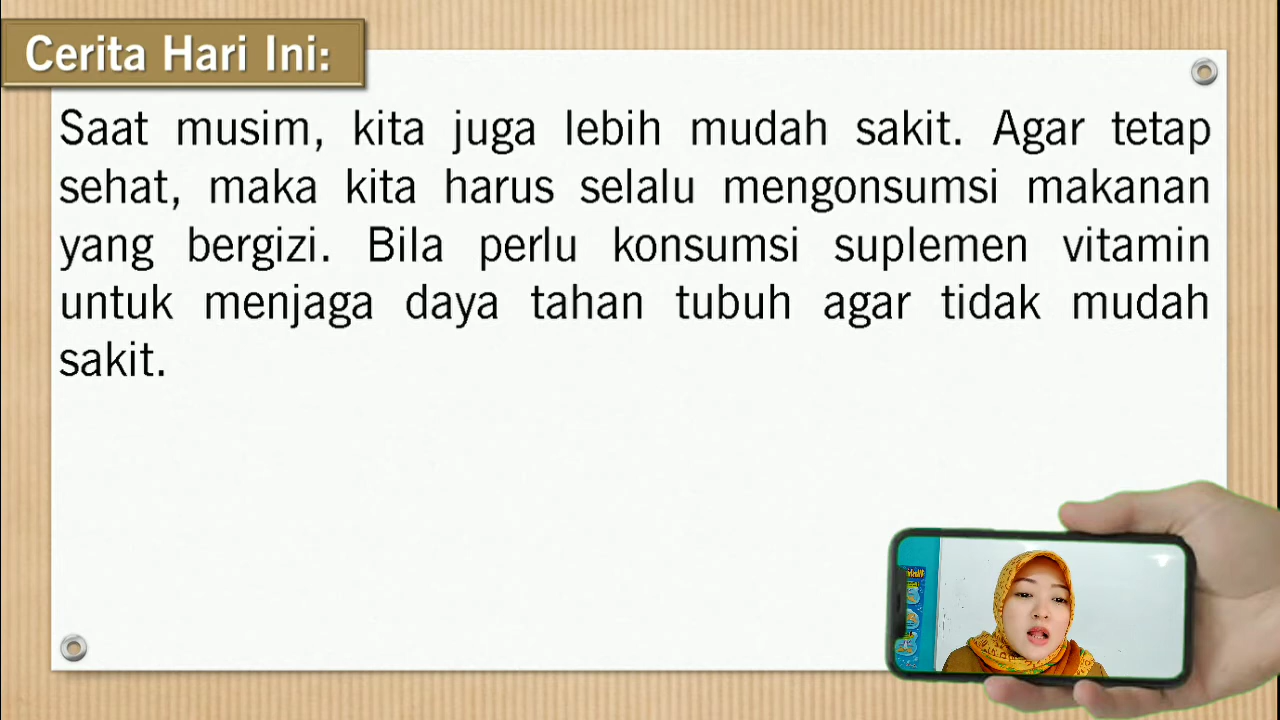 Cerita Hari Ini:
Saat musim, kita juga lebih mudah sakit. Agar tetap
sehat, maka kita harus selalu mengonsumsi makanan
yang bergizi. Bila perlu konsumsi suplemen vitamin
untuk menjaga daya tahan tubuh agar tidak mudah
sakit.